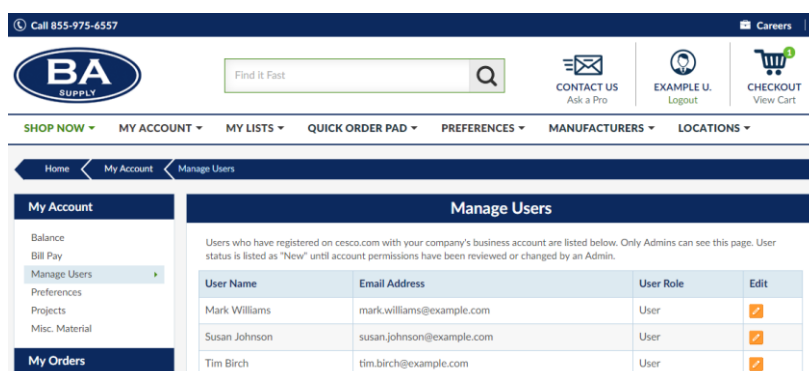 Call 855-975-6557
Careers
BA
SUPPLY
Find it Fast
CONTACT US
Ask a Pro
EXAMPLE U.
Logout
1
CHECKOUT
View Cart
SHOP NOW MY ACCOUNT MY LISTS QUICK ORDER PAD PREFERENCES MANUFACTURERS LOCATIONS
Home My Account Manage Users
My Account
Balance
Bill Pay
Manage Users
Preferences
Projects
Misc. Material
My Orders
Manage Users
Users who have registered on cesco.com with your company's business account are listed below. Only Admins can see this page. User
status is listed as "New" until account permissions have been reviewed or changed by an Admin.
User Name Email Address User Role Edit
Mark Williams mark.williams@example.com User
Susan Johnson susan.johnson@example.com User
Tim Birch tim.birch@example.com User